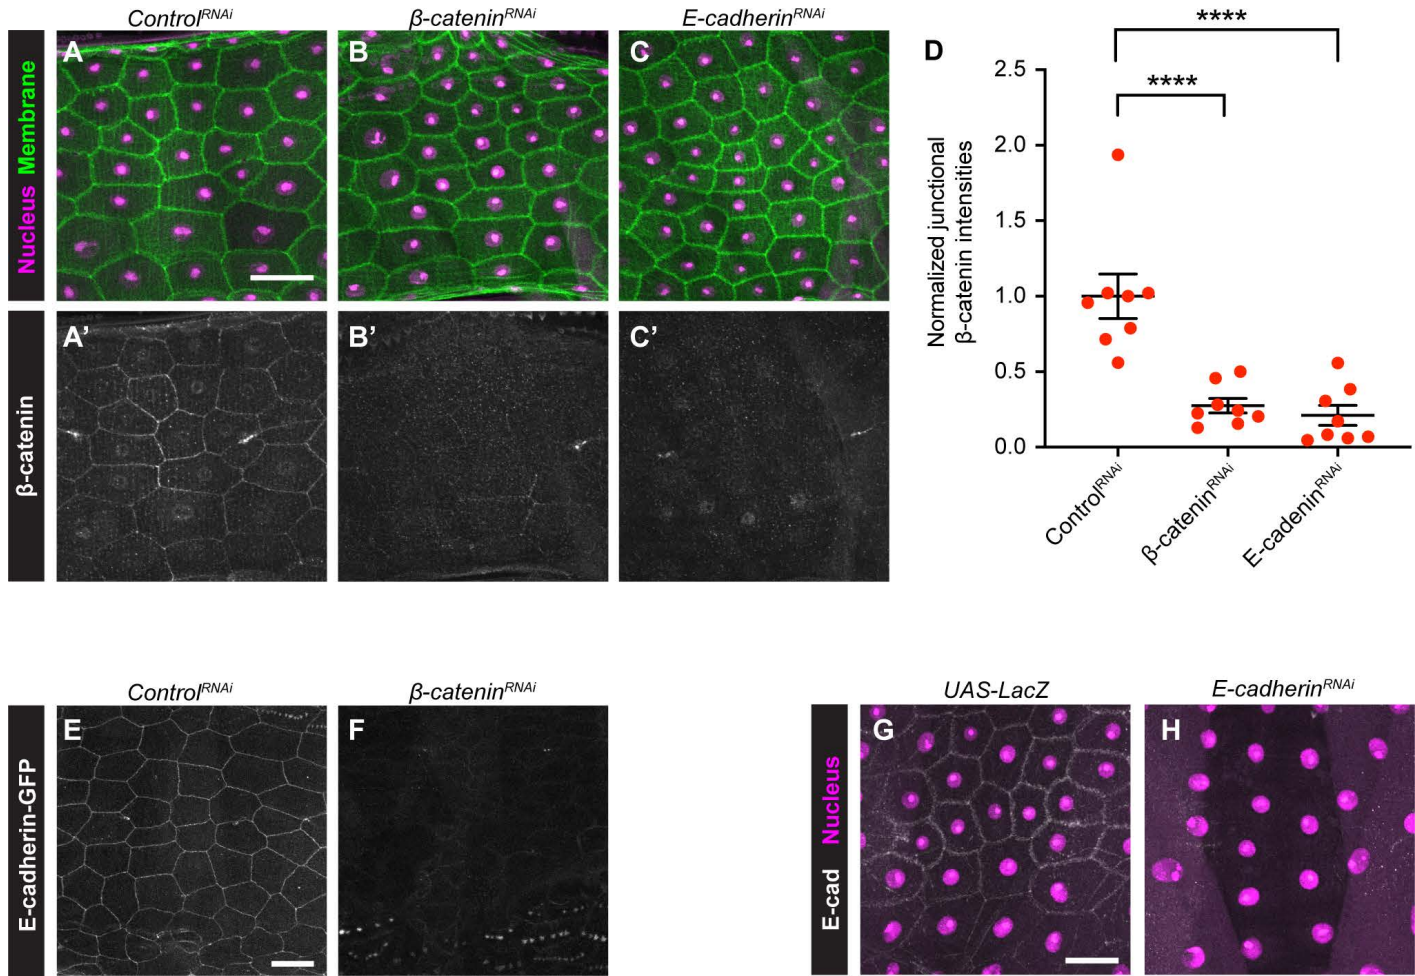 Control^RNAi
β-catenin^RNAi
E-cadherin^RNAi
Nucleus Membrane
A
B
C
β-catenin
A’
B’
C’
D
****
****
Normalized junctional
β-catenin intensities
2.5
2.0
1.5
1.0
0.5
0.0
Control^RNAi
β-catenin^RNAi
E-cadenin^RNAi
Control^RNAi
β-catenin^RNAi
E-cadherin-GFP
E
F
UAS-LacZ
E-cadherin^RNAi
E-cad Nucleus
G
H